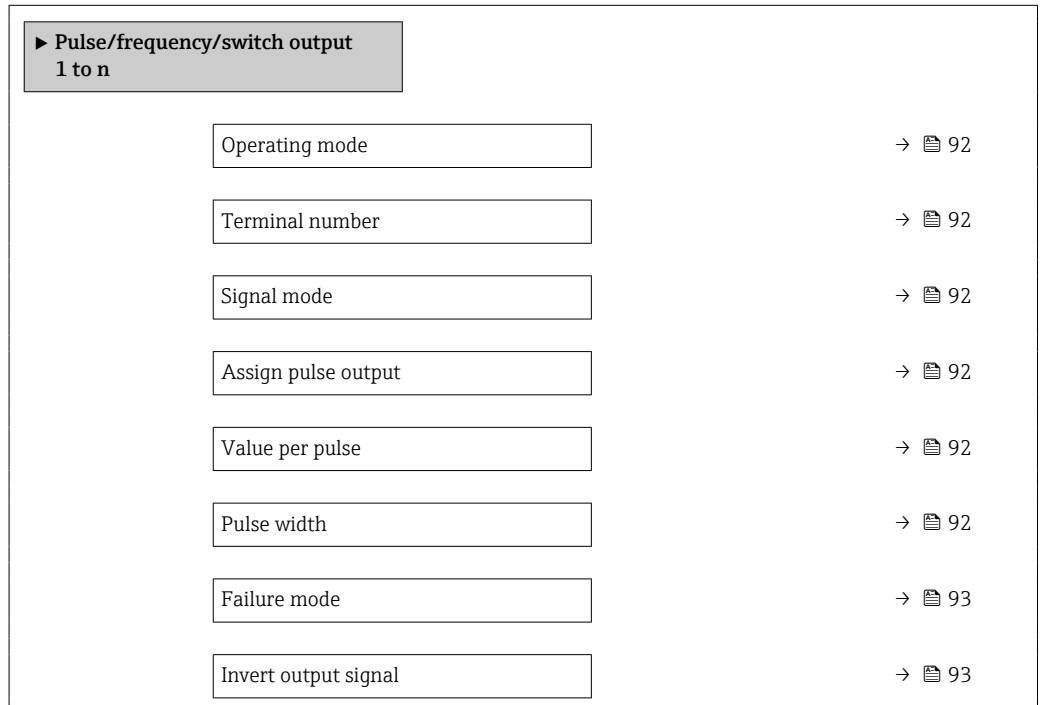 ► Pulse/frequency/switch output
1 to n
Operating mode → 92
Terminal number → 92
Signal mode → 92
Assign pulse output → 92
Value per pulse → 92
Pulse width → 92
Failure mode → 93
Invert output signal → 93